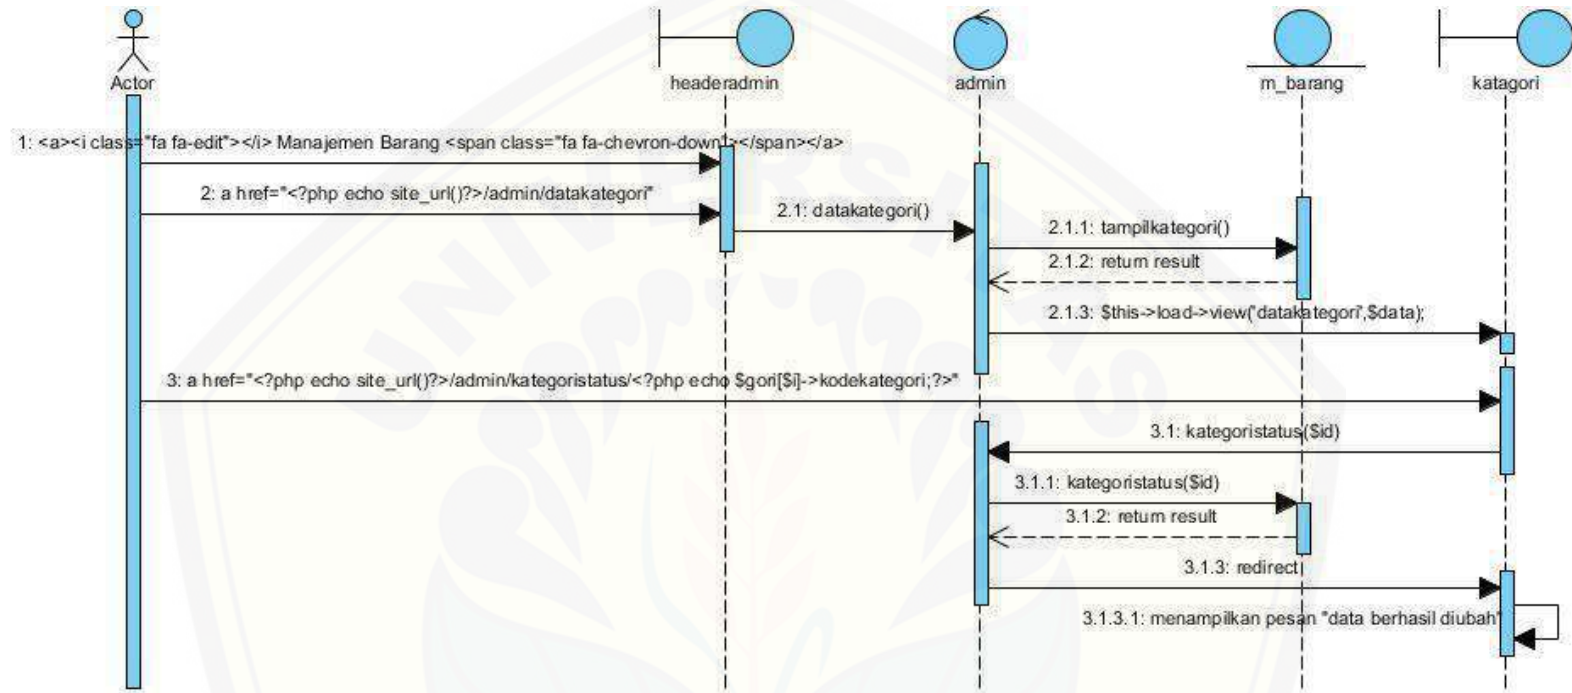 Actor
headeradmin
admin
m_barang
katagori
1: <a><i class="fa fa-edit"></i> Manajemen Barang <span class="fa fa-chevron-down"></span></a>
2: a href="<?php echo site_url()?>/admin/datakategori"
2.1: datakategori()
2.1.1: tampilkategori()
2.1.2: return result
2.1.3: $this->load->view('datakategori',$data);
3: a href="<?php echo site_url()?>/admin/kategoristatus/<?php echo $gori[$i]->kodekategori;?>"
3.1: kategoristatus($id)
3.1.1: kategoristatus($id)
3.1.2: return result
3.1.3: redirect
3.1.3.1: menampilkan pesan "data berhasil diubah"
UNIVERSITAS